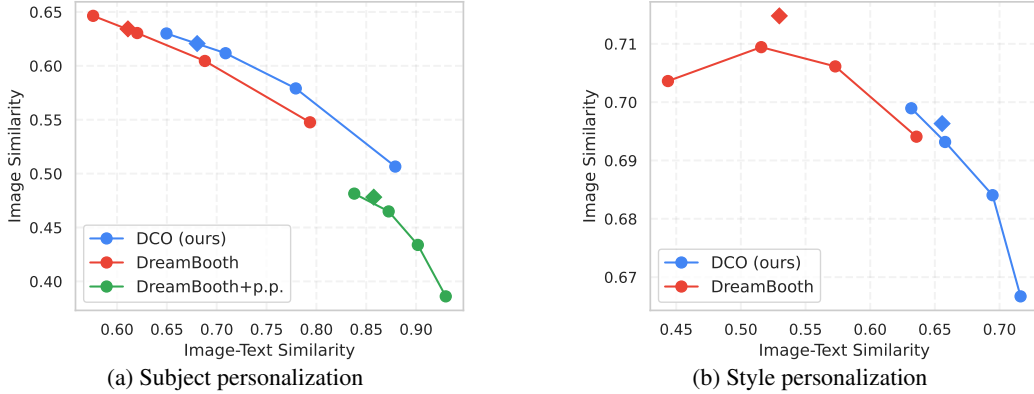 0.65
0.60
0.55
0.50
0.45
0.40
Image Similarity
DCO (ours)
DreamBooth
DreamBooth+p.p.
0.60 0.65 0.70 0.75 0.80 0.85 0.90
Image-Text Similarity
(a) Subject personalization
0.71
0.70
0.69
0.68
0.67
Image Similarity
DCO (ours)
DreamBooth
0.45 0.50 0.55 0.60 0.65 0.70
Image-Text Similarity
(b) Style personalization